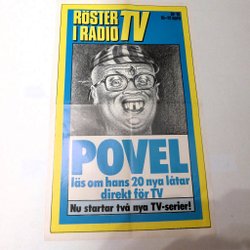 RÖSTER TV
I RADIO
POVEL
läs om hans 20 nya låtar
direkt för TV
Nu startar två nya TV-serier!